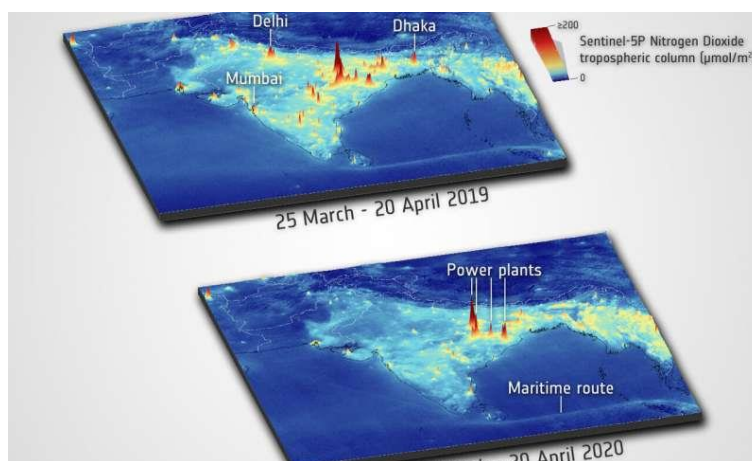 Delhi
Dhaka
Mumbai
≥200
Sentinel-5P Nitrogen Dioxide
tropospheric column (µmol/m²
0
25 March - 20 April 2019
Power plants
Maritime route
20 April 2020